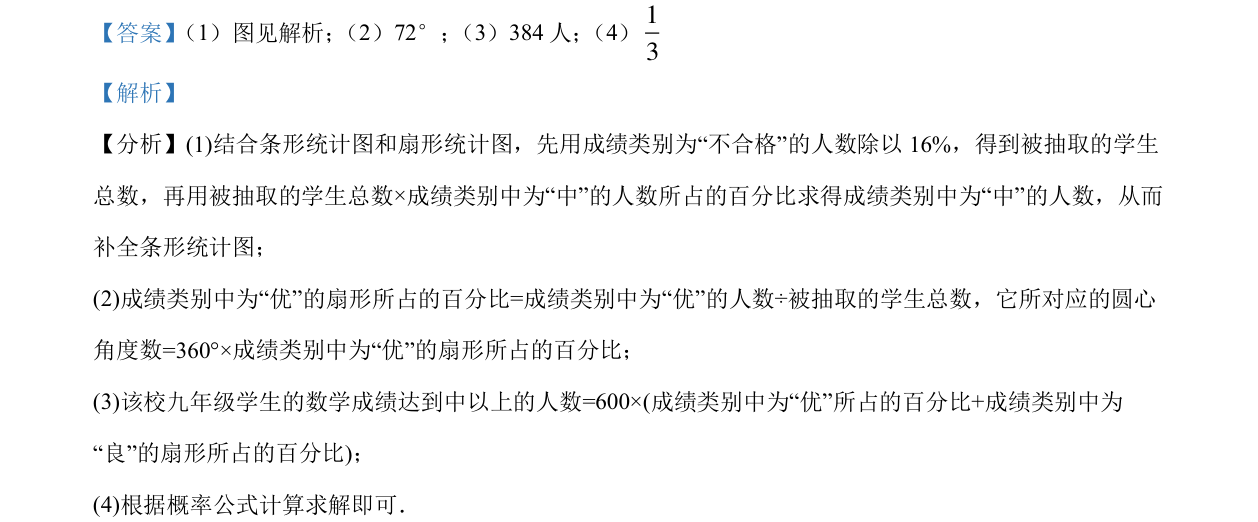 【答案】（1）图见解析；（2）72°；（3）384 人；（4）1/3
【解析】
【分析】(1)结合条形统计图和扇形统计图，先用成绩类别为“不合格”的人数除以 16%，得到被抽取的学生
总数，再用被抽取的学生总数×成绩类别中为“中”的人数所占的百分比求得成绩类别中为“中”的人数，从而
补全条形统计图；
(2)成绩类别中为“优”的扇形所占的百分比=成绩类别中为“优”的人数÷被抽取的学生总数，它所对应的圆心
角度数=360°×成绩类别中为“优”的扇形所占的百分比；
(3)该校九年级学生的数学成绩达到中以上的人数=600×(成绩类别中为“优”所占的百分比+成绩类别中为
“良”的扇形所占的百分比)；
(4)根据概率公式计算求解即可．